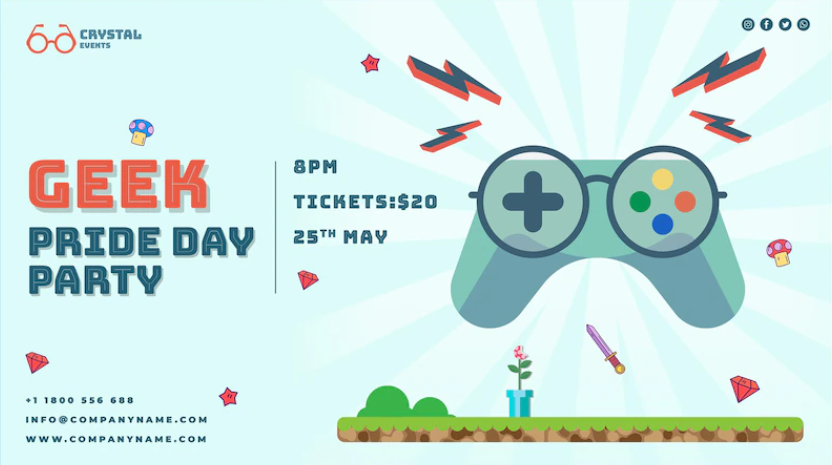 CRYSTAL
EVENTS
GEEK
PRIDE DAY
PARTY
8PM
TICKETS:$20
25TH MAY
+1 1800 556 688
INFO@COMPANYNAME.COM
WWW.COMPANYNAME.COM